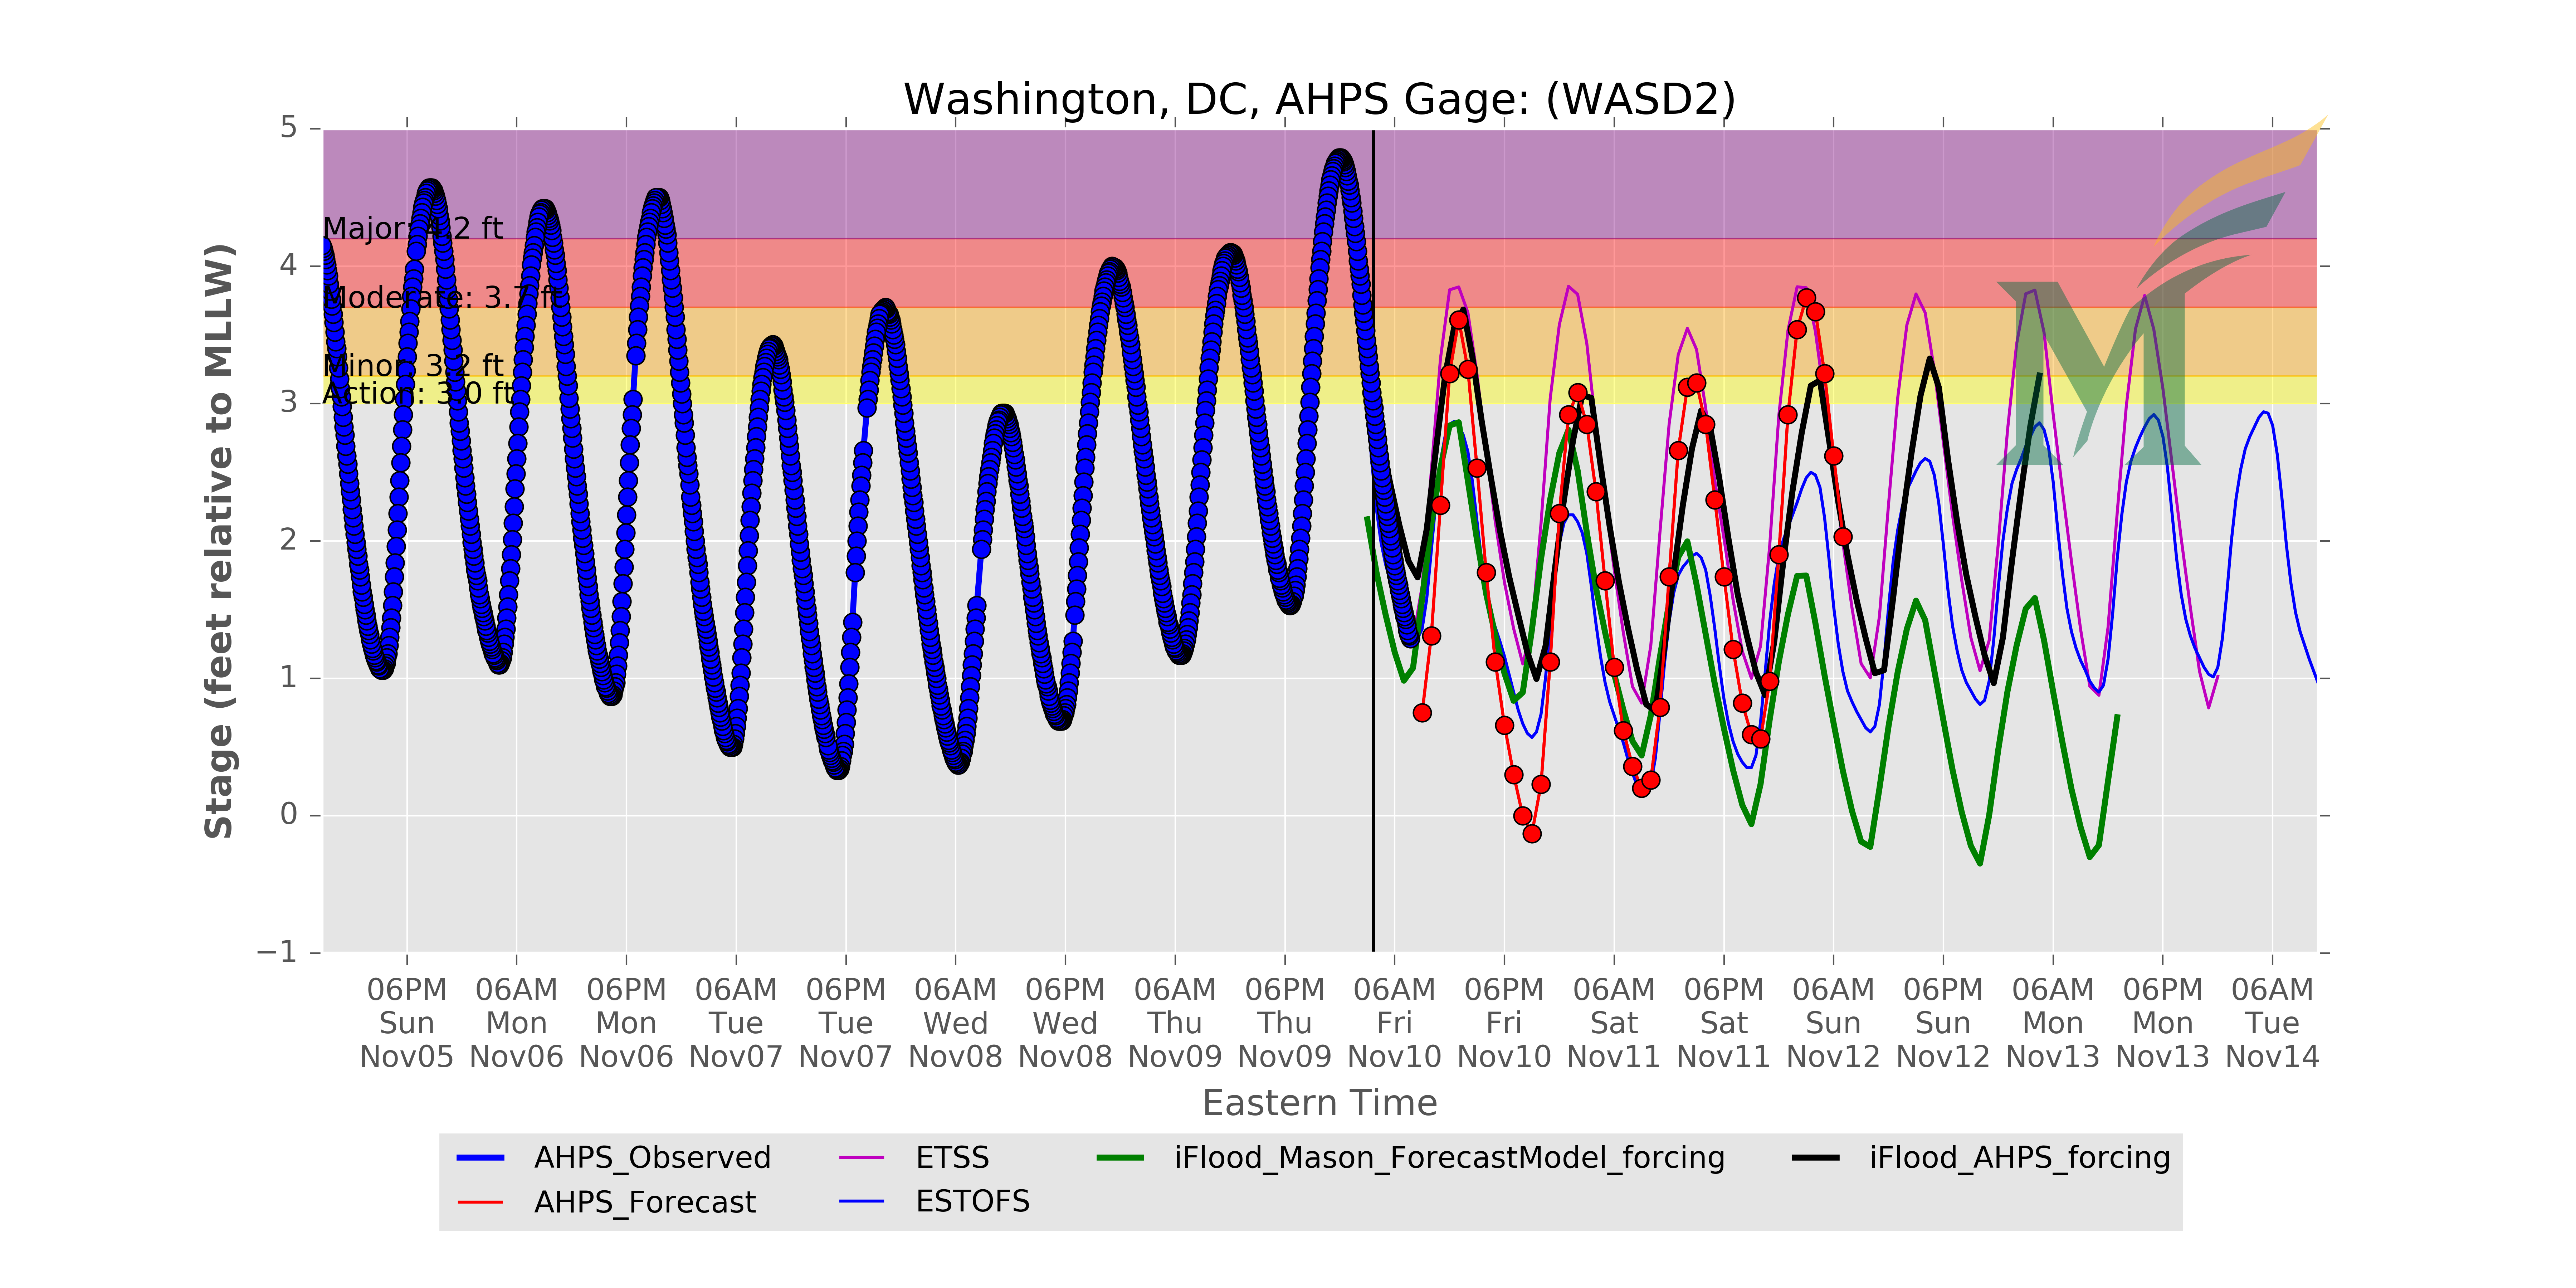 Washington, DC, AHPS Gage: (WASD2)
Stage (feet relative to MLLW)
5
4
3
2
1
0
−1
Major: 4.2 ft
Moderate: 3.7 ft
Minor: 3.2 ft
Action: 3.0 ft
06PM 06AM 06PM 06AM 06PM 06AM 06PM 06AM 06PM 06AM 06PM 06AM 06PM 06AM 06PM 06AM 06PM 06AM
Sun Mon Mon Tue Tue Wed Wed Thu Thu Fri Fri Sat Sat Sun Sun Mon Mon Tue
Nov05 Nov06 Nov06 Nov07 Nov07 Nov08 Nov08 Nov09 Nov09 Nov10 Nov10 Nov11 Nov11 Nov12 Nov12 Nov13 Nov13 Nov14
Eastern Time
AHPS_Observed ETSS iFlood_Mason_ForecastModel_forcing iFlood_AHPS_forcing
AHPS_Forecast ESTOFS